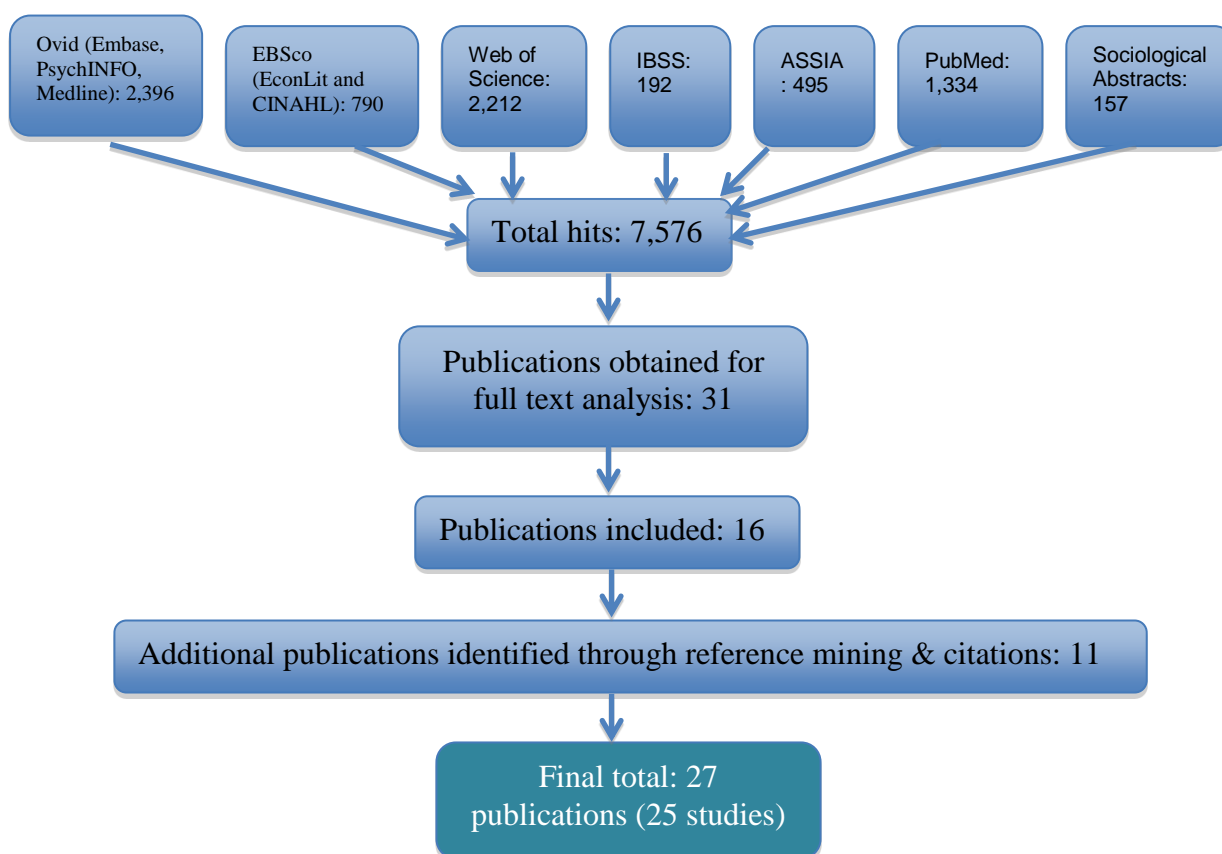 Ovid (Embase,
PsychINFO,
Medline): 2,396
EBSco
(EconLit and
CINAHL): 790
Web of
Science:
2,212
IBSS:
192
ASSIA
: 495
PubMed:
1,334
Sociological
Abstracts:
157
Total hits: 7,576
Publications obtained for
full text analysis: 31
Publications included: 16
Additional publications identified through reference mining & citations: 11
Final total: 27
publications (25 studies)